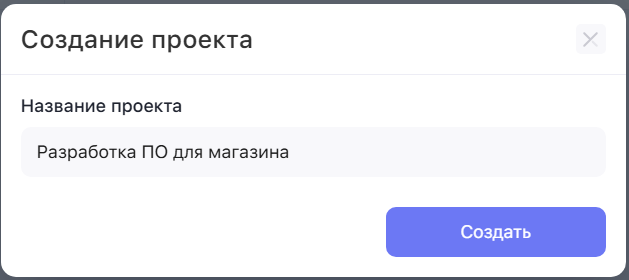 Создание проекта
Название проекта
Разработка ПО для магазина
Создать